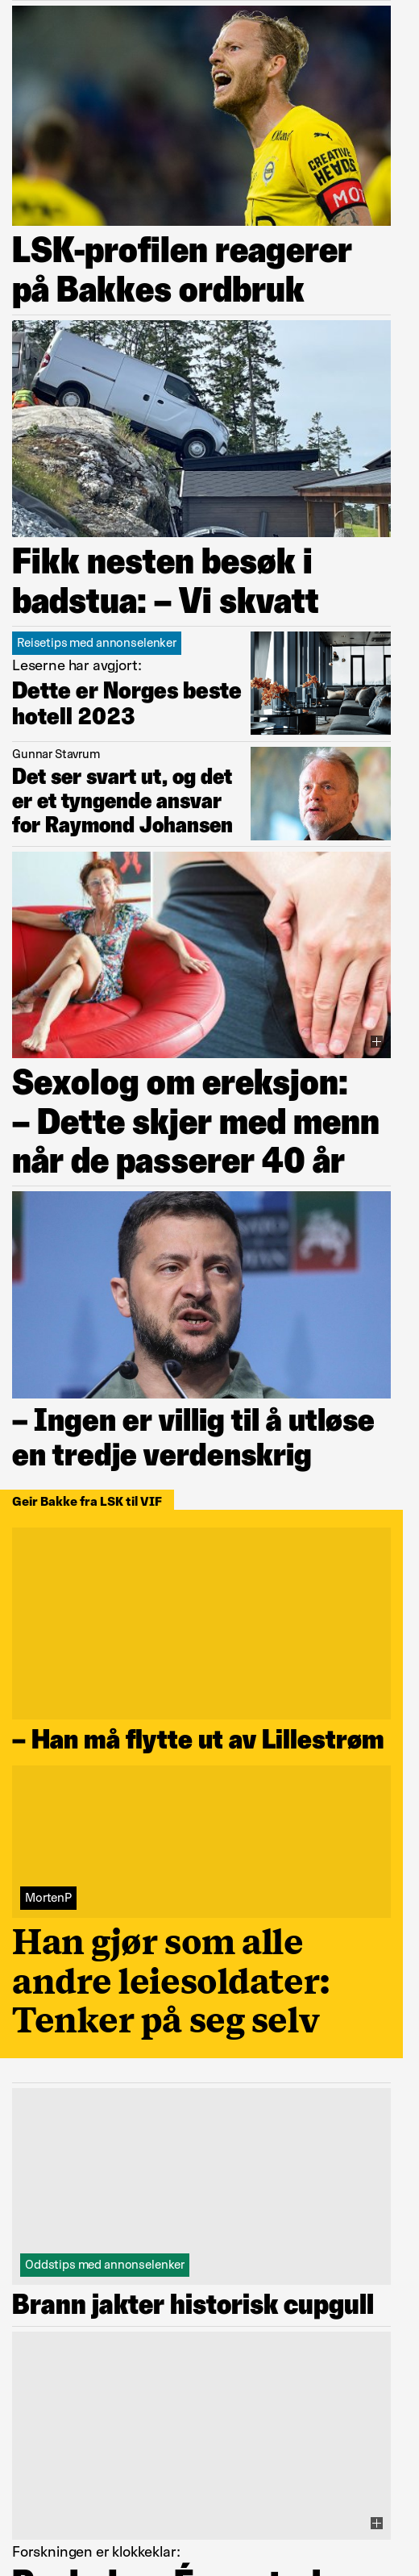 CREATIVE
HEADS
MOT
LSK-profilen reagerer
på Bakkes ordbruk
Fikk nesten besøk i
badstua: – Vi skvatt
Reisetips med annonselenker
Leserne har avgjort:
Dette er Norges beste
hotell 2023
Gunnar Stavrum
Det ser svart ut, og det
er et tyngende ansvar
for Raymond Johansen
Sexolog om ereksjon:
– Dette skjer med menn
når de passerer 40 år
– Ingen er villig til å utløse
en tredje verdenskrig
Geir Bakke fra LSK til VIF
– Han må flytte ut av Lillestrøm
MortenP
Han gjør som alle
andre leiesoldater:
Tenker på seg selv
Oddstips med annonselenker
Brann jakter historisk cupgull
Forskningen er klokkeklar: